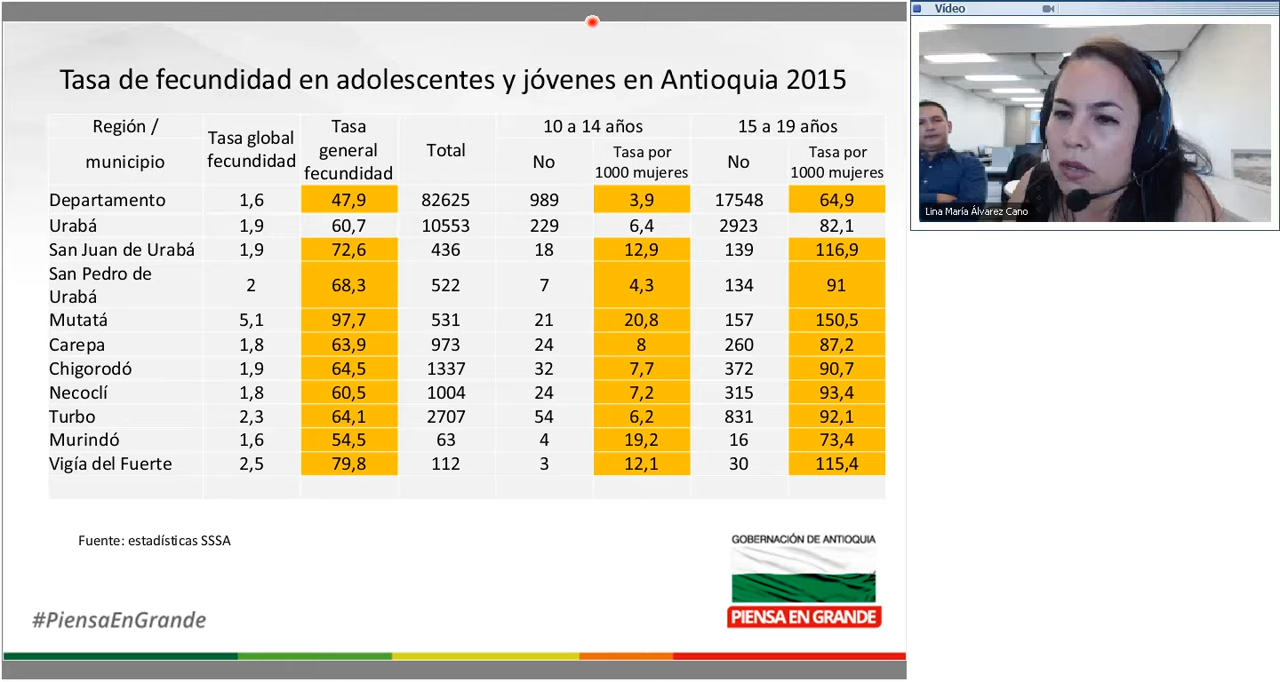 Tasa de fecundidad en adolescentes y jóvenes en Antioquia 2015
Región / municipio
Tasa global fecundidad
Tasa general fecundidad
Total
10 a 14 años
15 a 19 años
No
Tasa por 1000 mujeres
No
Tasa por 1000 mujeres
Departamento 1,6 47,9 82625 989 3,9 17548 64,9
Urabá 1,9 60,7 10553 229 6,4 2923 82,1
San Juan de Urabá 1,9 72,6 436 18 12,9 139 116,9
San Pedro de Urabá 2 68,3 522 7 4,3 134 91
Mutatá 5,1 97,7 531 21 20,8 157 150,5
Carepa 1,8 63,9 973 24 8 260 87,2
Chigorodó 1,9 64,5 1337 32 7,7 372 90,7
Necoclí 1,8 60,5 1004 24 7,2 315 93,4
Turbo 2,3 64,1 2707 54 6,2 831 92,1
Murindó 1,6 54,5 63 4 19,2 16 73,4
Vigía del Fuerte 2,5 79,8 112 3 12,1 30 115,4
Fuente: estadísticas SSSA
GOBERNACIÓN DE ANTIOQUIA
PIENSA EN GRANDE
#PiensaEnGrande
Vídeo
Lina María Álvarez Cano